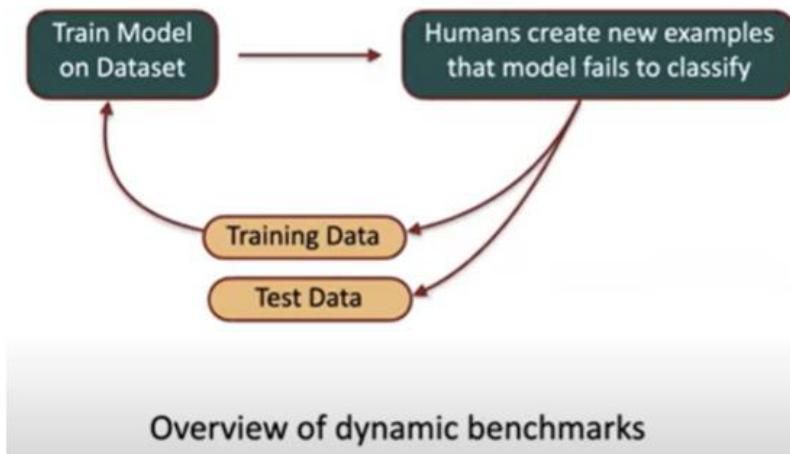 Train Model
on Dataset
Humans create new examples
that model fails to classify
Training Data
Test Data
Overview of dynamic benchmarks